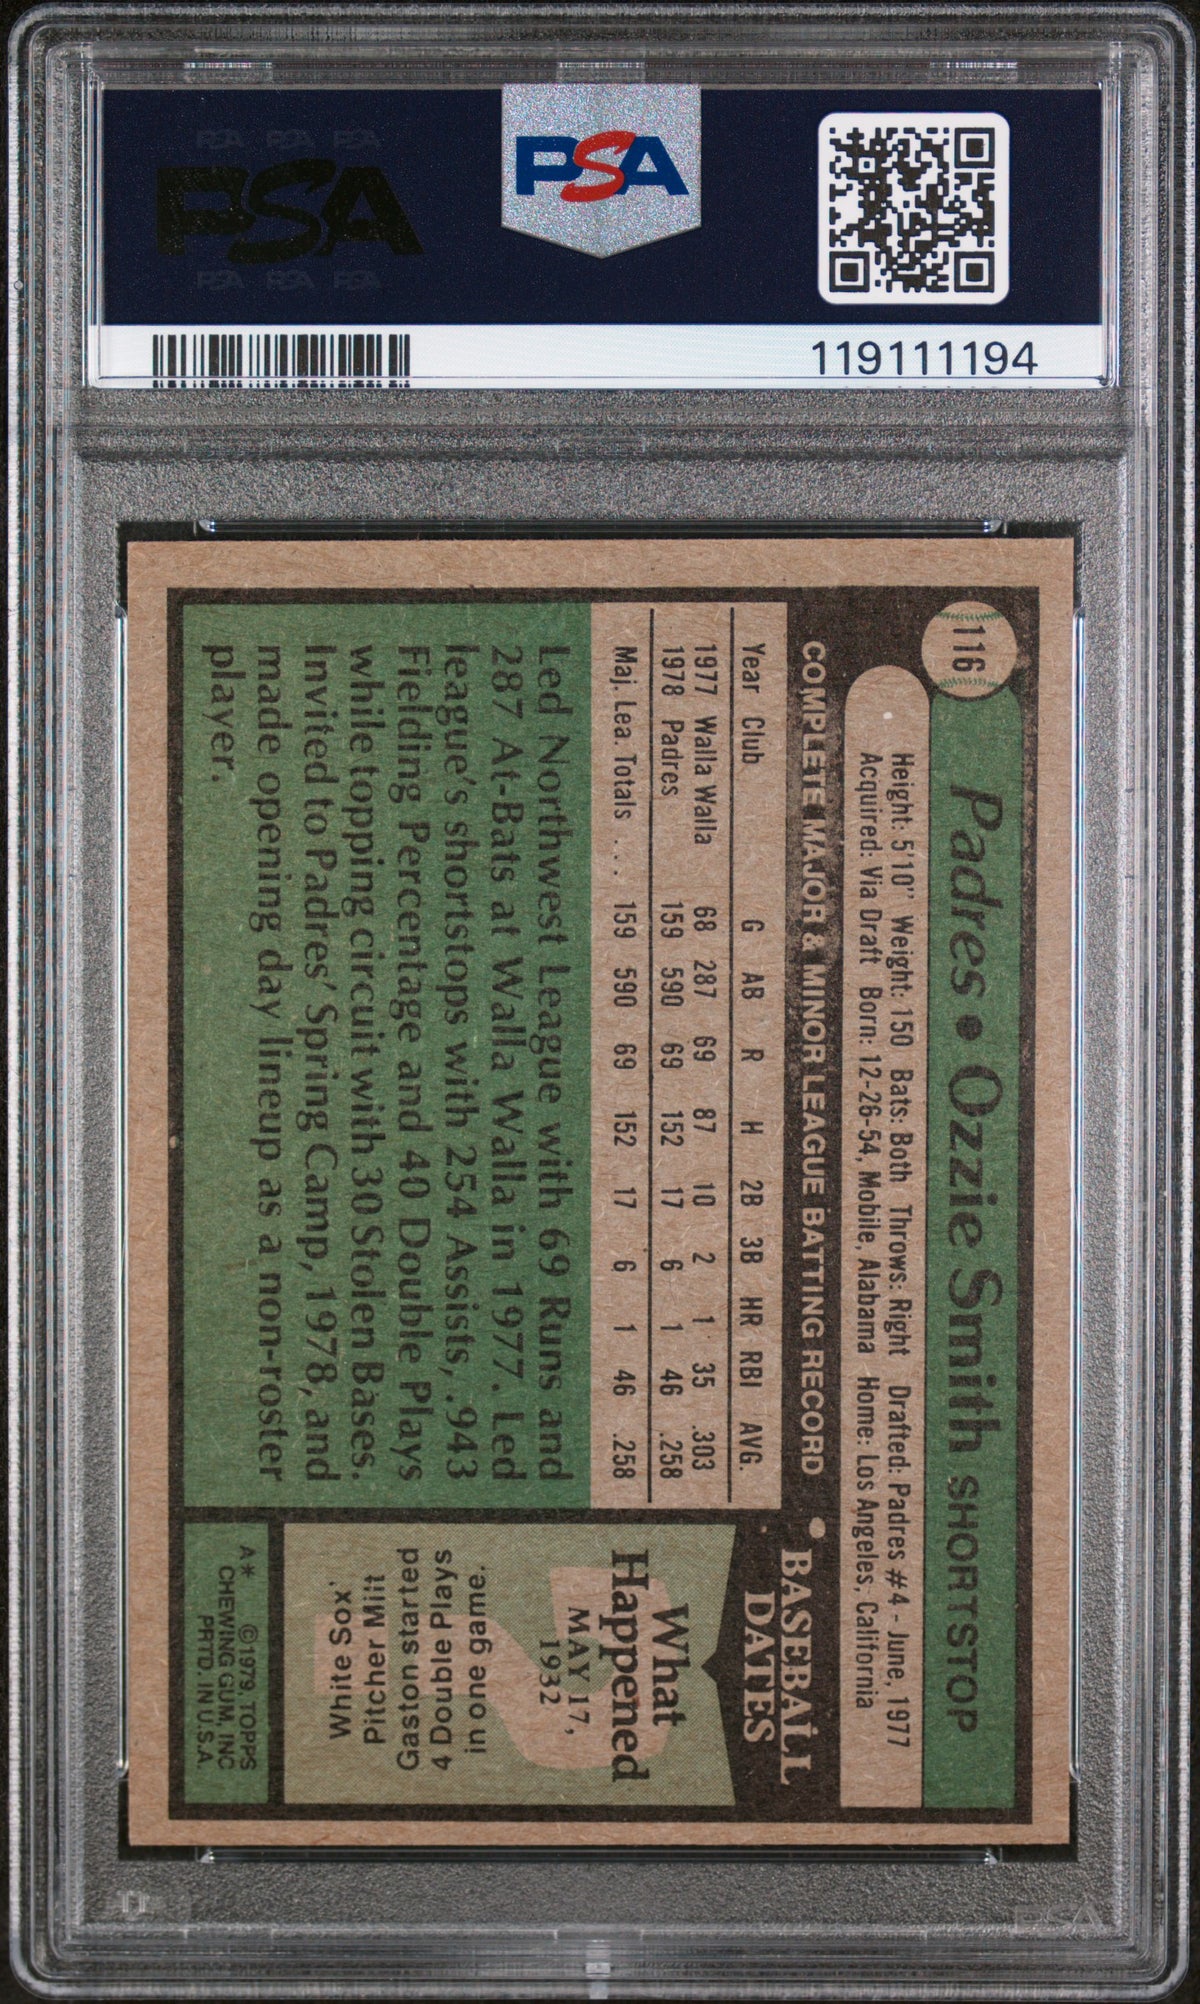 PSA PSA PSA
PSA
PSA PSA PSA
PSA
119111194
116
Padres • Ozzie Smith SHORTSTOP
Height: 5'10" Weight: 150 Bats: Both Throws: Right Drafted: Padres #4 - June, 1977
Acquired: Via Draft Born: 12-26-54, Mobile, Alabama Home: Los Angeles, California
COMPLETE MAJOR & MINOR LEAGUE BATTING RECORD
Year Club G AB R H 2B 3B HR RBI AVG.
1977 Walla Walla 68 287 69 87 10 2 1 35 .303
1978 Padres 159 590 69 152 17 6 1 46 .258
Maj. Lea. Totals ... 159 590 69 152 17 6 1 46 .258
Led Northwest League with 69 Runs and
287 At-Bats at Walla Walla in 1977. Led
league's shortstops with 254 Assists, .943
Fielding Percentage and 40 Double Plays
while topping circuit with 30 Stolen Bases.
Invited to Padres' Spring Camp, 1978, and
made opening day lineup as a non-roster
player.
BASEBALL
DATES
What
Happened
MAY 17,
1932
White Sox'
Pitcher Milt
Gaston started
4 Double Plays
in one game.
A* ©1979, TOPPS
CHEWING GUM, INC
PRTD. IN U.S.A.
PSA